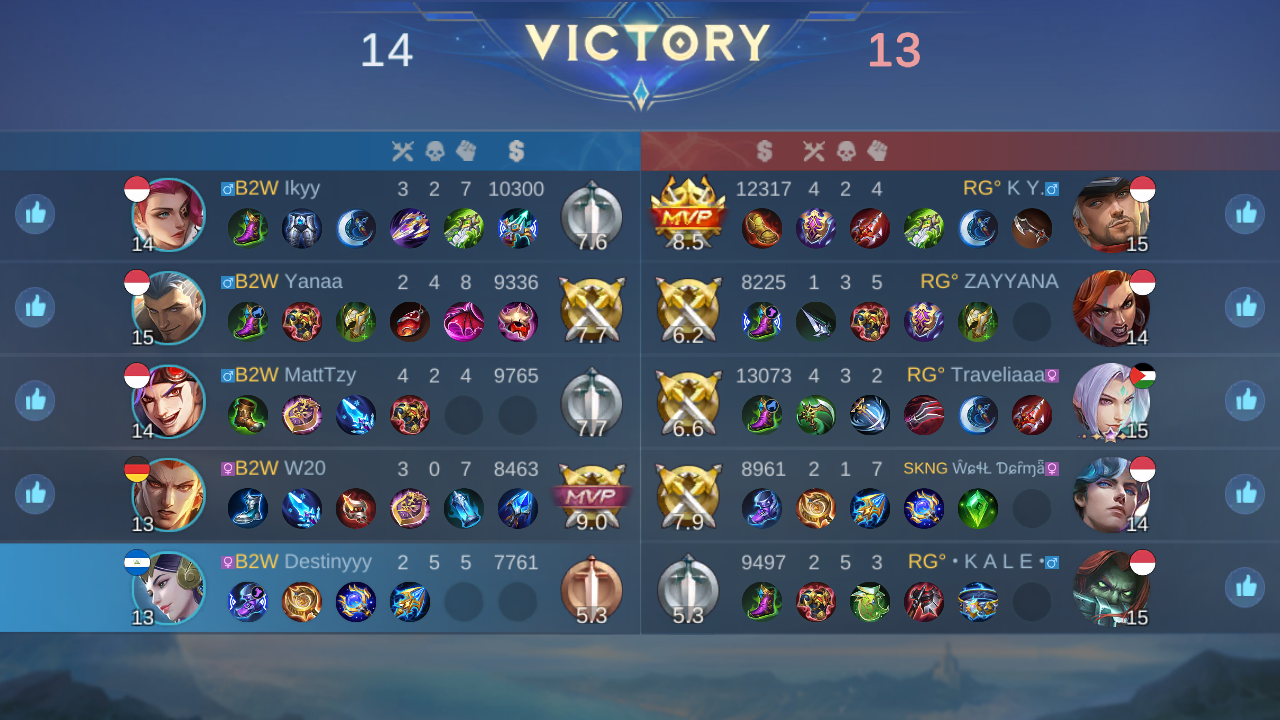 14 VICTORY 13
B2W Ikyy 3 2 7 10300
14 7.6
MVP 12317 4 2 4 RG° K Y.
8.5 15
B2W Yanaa 2 4 8 9336
15 7.7
8225 1 3 5 RG° ZAYYANA
6.2 14
B2W MattTzy 4 2 4 9765
14 7.7
13073 4 3 2 RG° Traveliaaa
6.6 15
B2W W20 3 0 7 8463 MVP
13 9.0
8961 2 1 7 SKNG
7.9 14
B2W Destinyyy 2 5 5 7761
13 5.3
9497 2 5 3 RG° • K A L E •
5.3 15